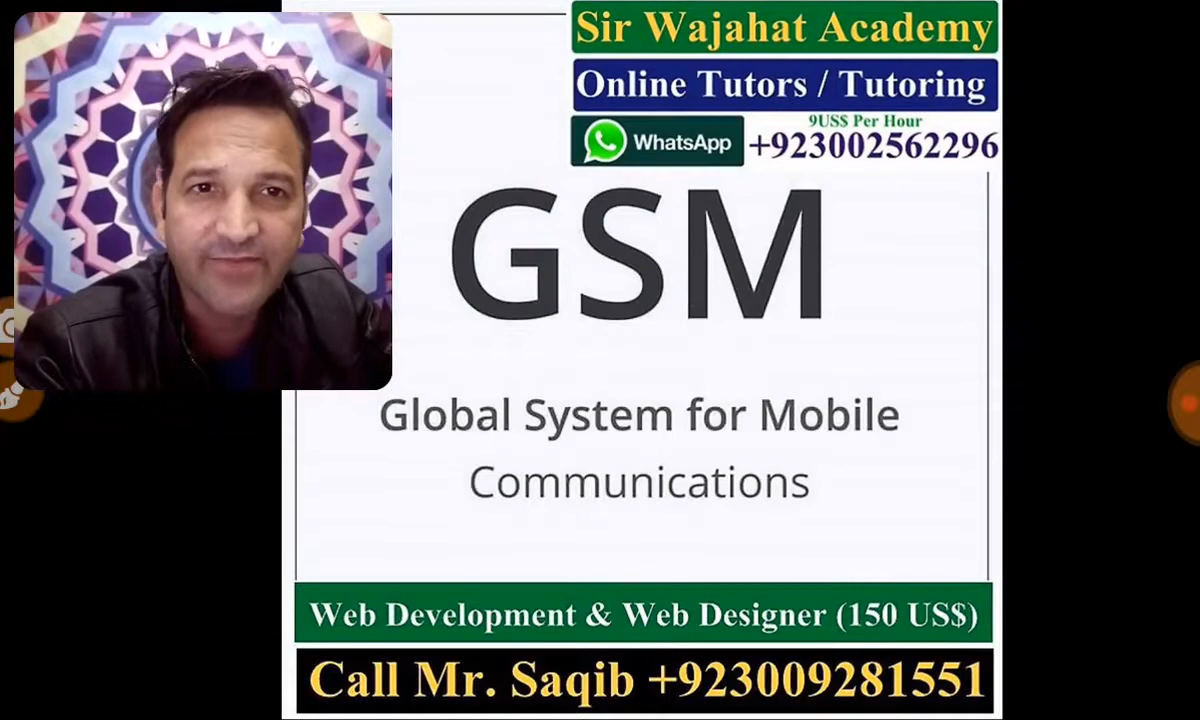 Sir Wajahat Academy
Online Tutors / Tutoring
9US$ Per Hour
WhatsApp +923002562296
GSM
Global System for Mobile
Communications
Web Development & Web Designer (150 US$)
Call Mr. Saqib +923009281551